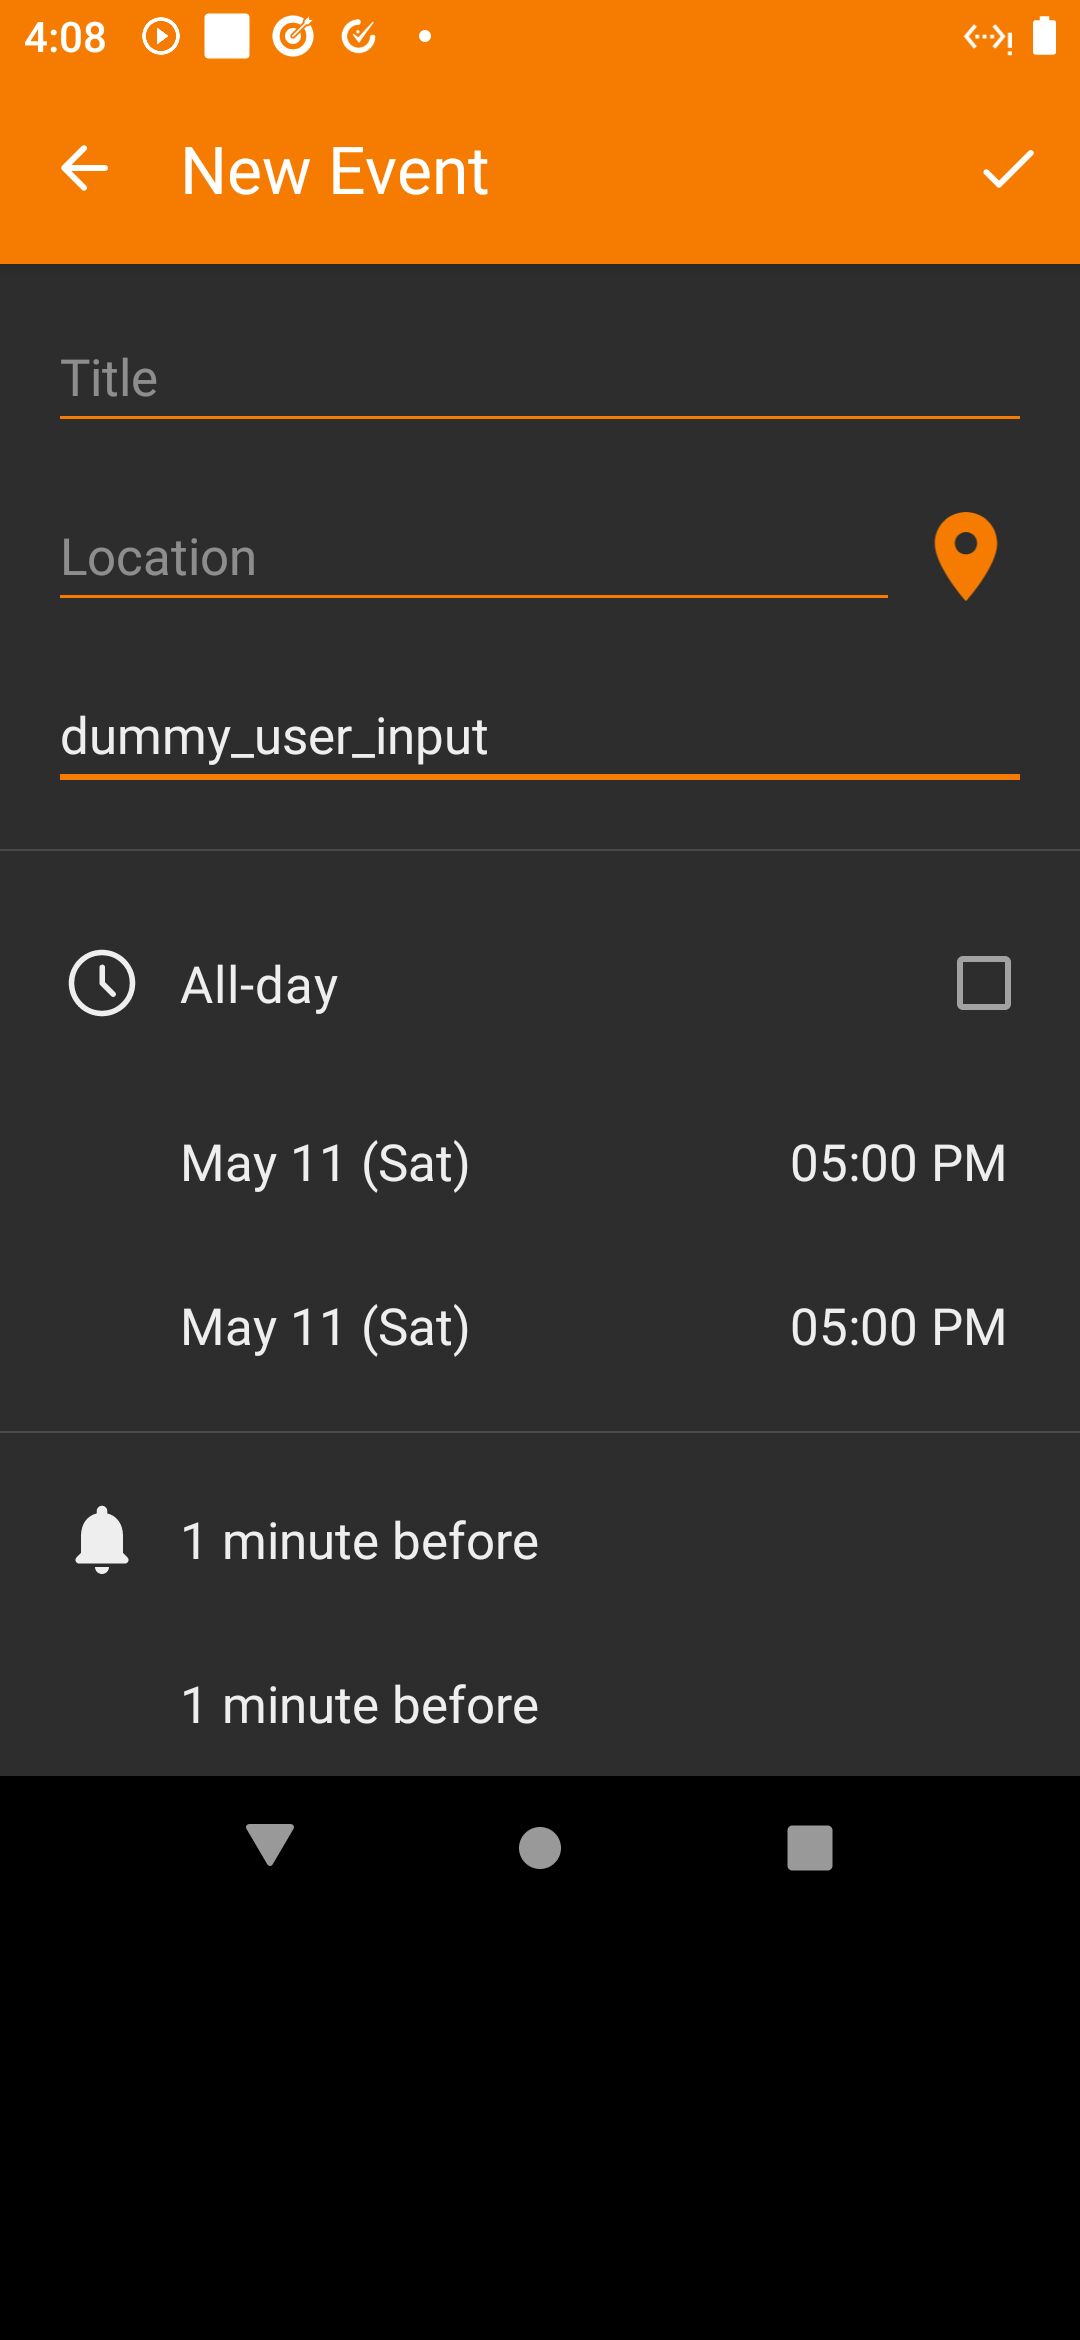 4:08
New Event
Title
Location
dummy_user_input
All-day
May 11 (Sat) 05:00 PM
May 11 (Sat) 05:00 PM
1 minute before
1 minute before